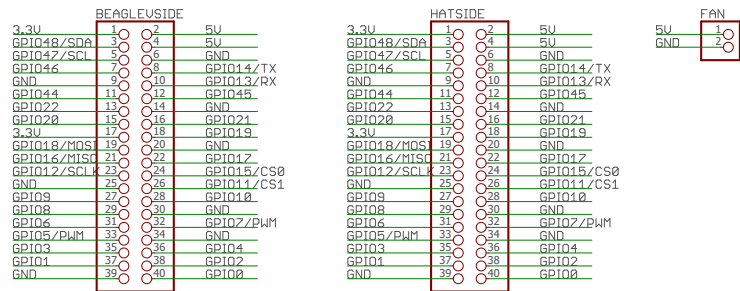 BEAGLEVSIDE HATSIDE FAN
3.3V 1 2 5V 3.3V 1 2 5V 5V 1
GPIO48/SDA 3 4 5V GPIO48/SDA 3 4 5V GND 2
GPIO47/SCL 5 6 GND GPIO47/SCL 5 6 GND
GPIO46 7 8 GPIO14/TX GPIO46 7 8 GPIO14/TX
GND 9 10 GPIO13/RX GND 9 10 GPIO13/RX
GPIO44 11 12 GPIO45 GPIO44 11 12 GPIO45
GPIO22 13 14 GND GPIO22 13 14 GND
GPIO20 15 16 GPIO21 GPIO20 15 16 GPIO21
3.3V 17 18 GPIO19 3.3V 17 18 GPIO19
GPIO18/MOSI 19 20 GND GPIO18/MOSI 19 20 GND
GPIO16/MISO 21 22 GPIO17 GPIO16/MISO 21 22 GPIO17
GPIO12/SCLK 23 24 GPIO15/CS0 GPIO12/SCLK 23 24 GPIO15/CS0
GND 25 26 GPIO11/CS1 GND 25 26 GPIO11/CS1
GPIO9 27 28 GPIO10 GPIO9 27 28 GPIO10
GPIO8 29 30 GND GPIO8 29 30 GND
GPIO6 31 32 GPIO7/PWM GPIO6 31 32 GPIO7/PWM
GPIO5/PWM 33 34 GND GPIO5/PWM 33 34 GND
GPIO3 35 36 GPIO4 GPIO3 35 36 GPIO4
GPIO1 37 38 GPIO2 GPIO1 37 38 GPIO2
GND 39 40 GPIO0 GND 39 40 GPIO0